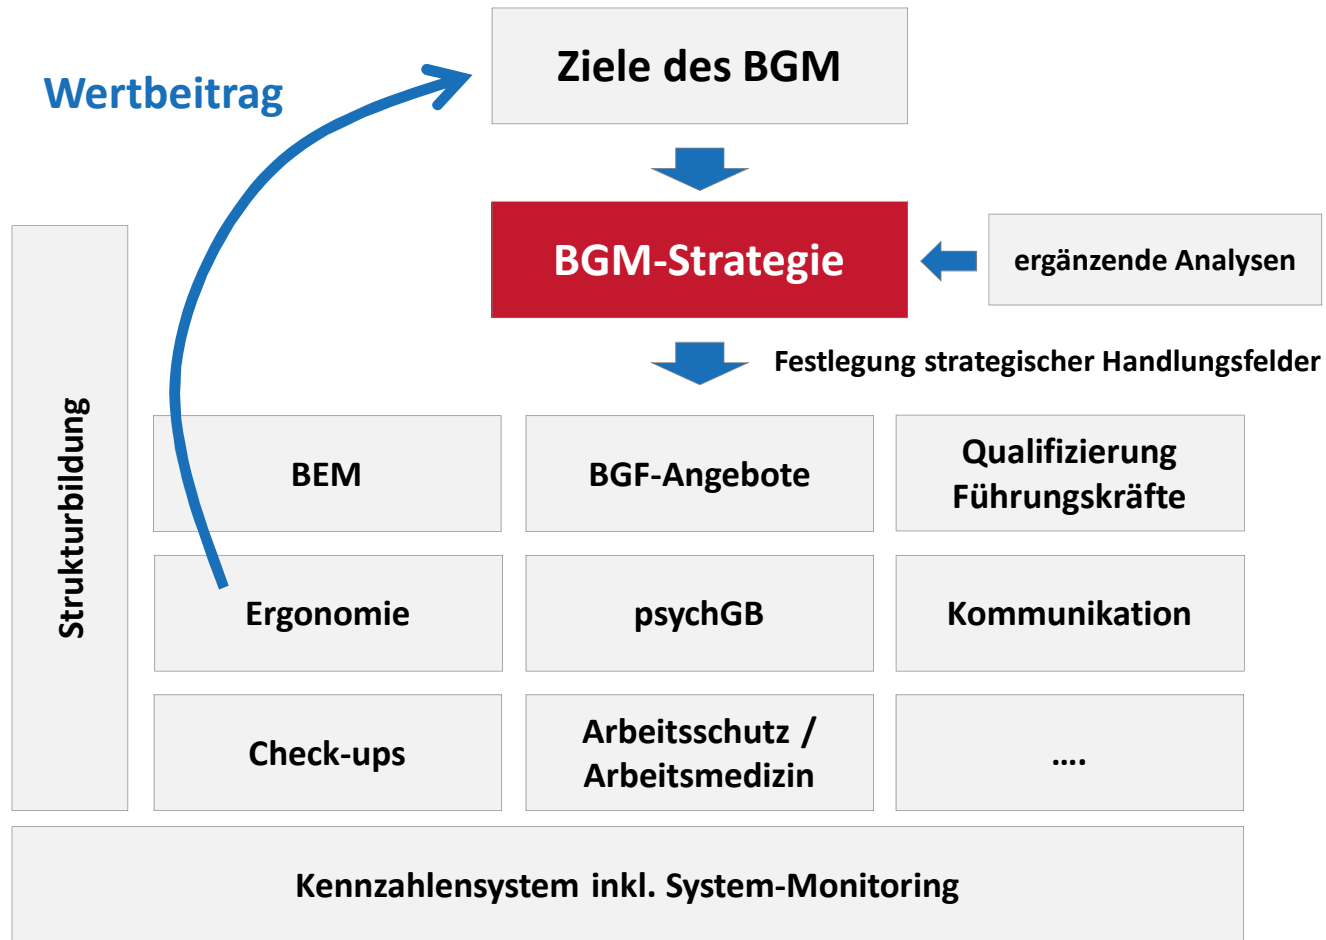 Ziele des BGM
Wertbeitrag
BGM-Strategie
ergänzende Analysen
Festlegung strategischer Handlungsfelder
Strukturbildung
BEM
BGF-Angebote
Qualifizierung
Führungskräfte
Ergonomie
psychGB
Kommunikation
Check-ups
Arbeitsschutz /
Arbeitsmedizin
....
Kennzahlensystem inkl. System-Monitoring